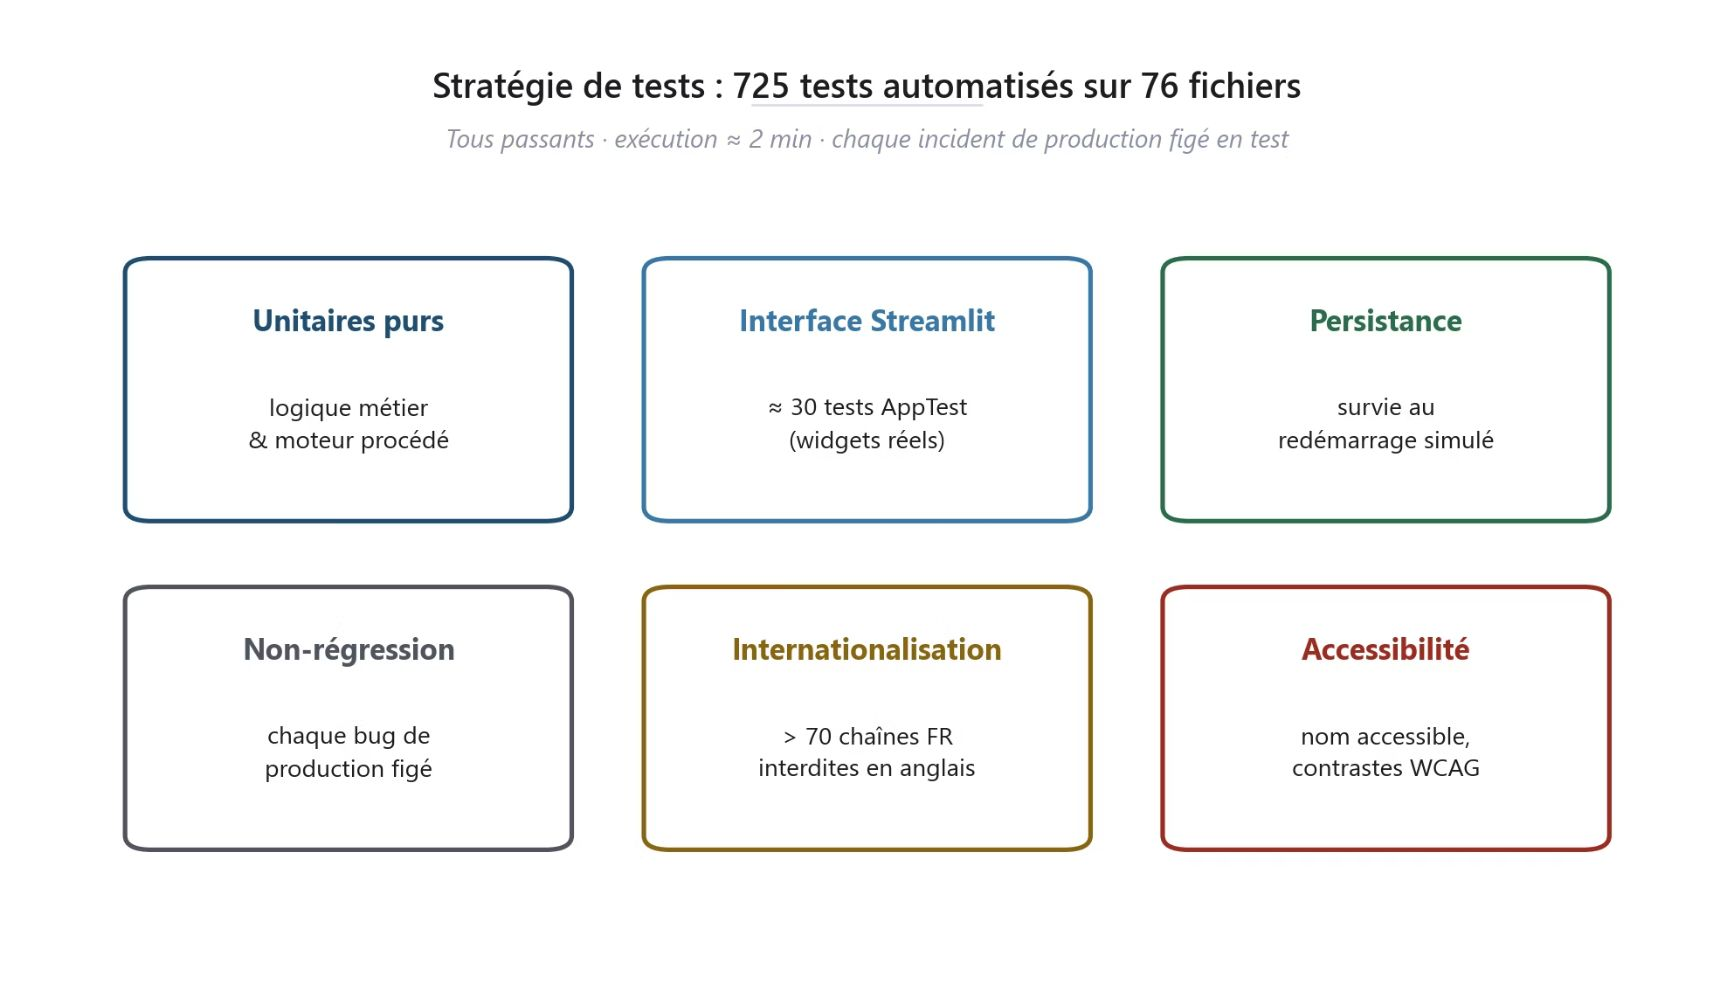 Stratégie de tests : 725 tests automatisés sur 76 fichiers
Tous passants · exécution ≈ 2 min · chaque incident de production figé en test
Unitaires purs
logique métier
& moteur procédé
Interface Streamlit
≈ 30 tests AppTest
(widgets réels)
Persistance
survie au
redémarrage simulé
Non-régression
chaque bug de
production figé
Internationalisation
> 70 chaînes FR
interdites en anglais
Accessibilité
nom accessible,
contrastes WCAG